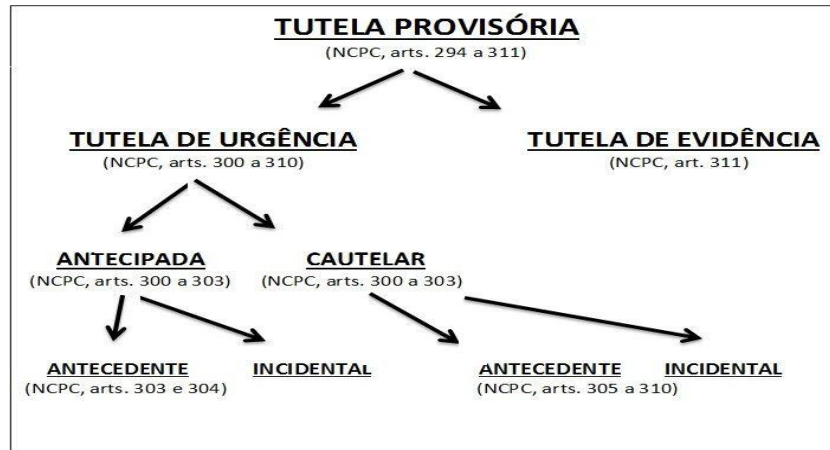 TUTELA PROVISÓRIA
(NCPC, arts. 294 a 311)
TUTELA DE URGÊNCIA
(NCPC, arts. 300 a 310)
TUTELA DE EVIDÊNCIA
(NCPC, art. 311)
ANTECIPADA
(NCPC, arts. 300 a 303)
CAUTELAR
(NCPC, arts. 300 a 303)
ANTECEDENTE
(NCPC, arts. 303 e 304)
INCIDENTAL
ANTECEDENTE
(NCPC, arts. 305 a 310)
INCIDENTAL